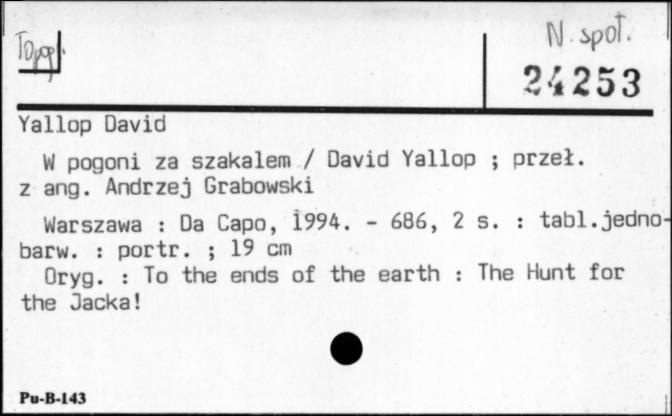 Topogr.
N. społ.
24253
Yallop David
W pogoni za szakalem / David Yallop ; przeł.
z ang. Andrzej Grabowski
Warszawa : Da Capo, 1994. - 686, 2 s. : tabl.jedno-
barw. : portr. ; 19 cm
Oryg. : To the ends of the earth : The Hunt for
the Jacka!
Pu-B-143